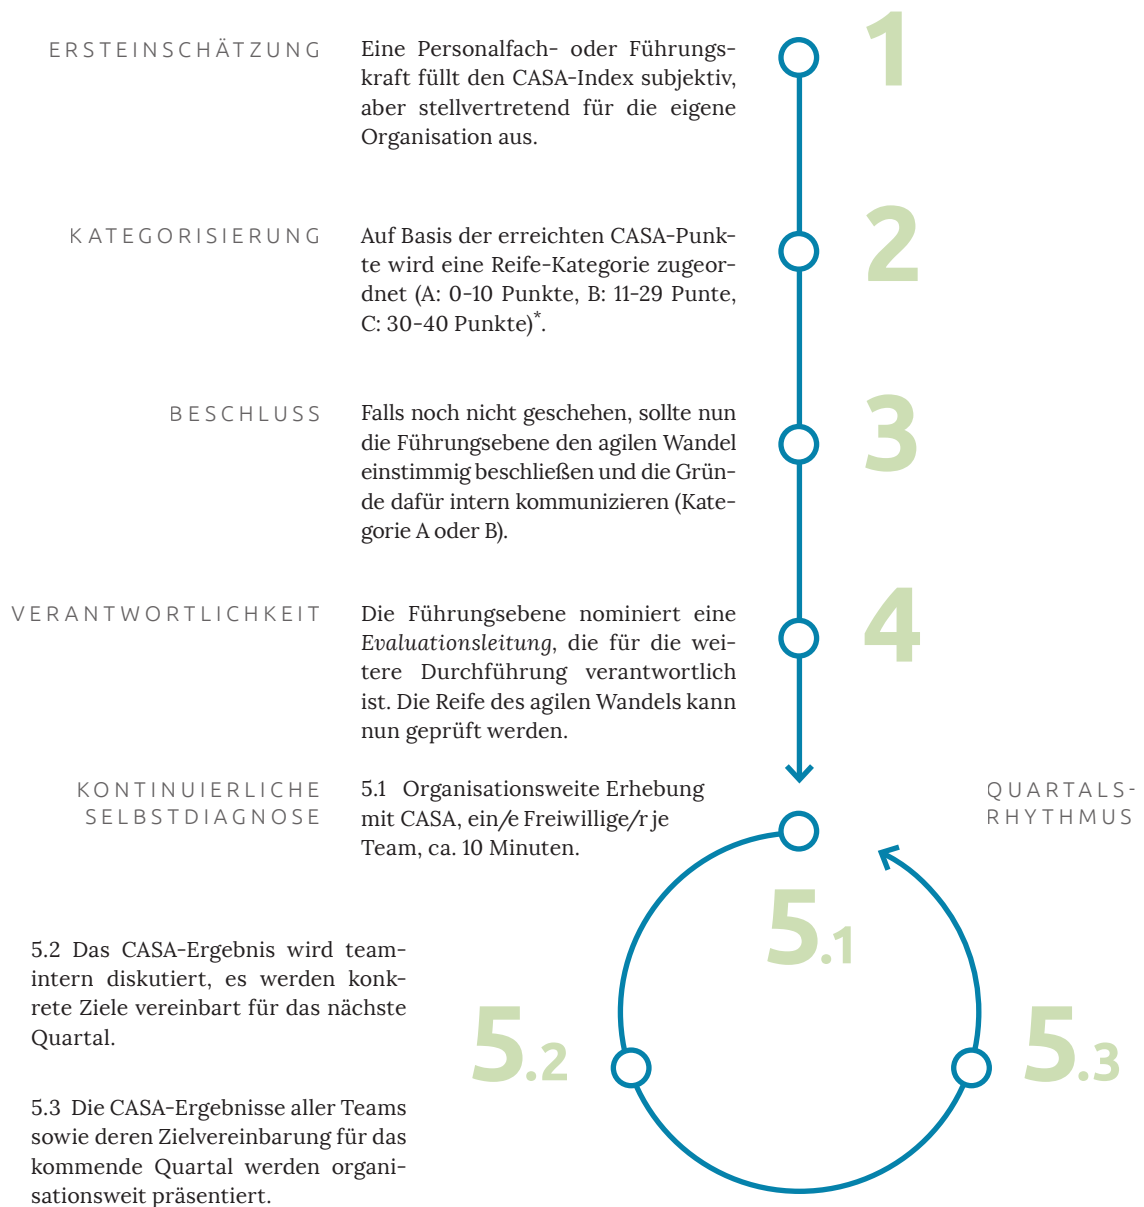 ERSTEINSCHÄTZUNG
Eine Personalfach- oder Führungs-
kraft füllt den CASA-Index subjektiv,
aber stellvertretend für die eigene
Organisation aus.
1
KATEGORISIERUNG
Auf Basis der erreichten CASA-Punk-
te wird eine Reife-Kategorie zugeor-
dnet (A: 0-10 Punkte, B: 11-29 Punte,
C: 30-40 Punkte)*.
2
BESCHLUSS
Falls noch nicht geschehen, sollte nun
die Führungsebene den agilen Wandel
einstimmig beschließen und die Grün-
de dafür intern kommunizieren (Kate-
gorie A oder B).
3
VERANTWORTLICHKEIT
Die Führungsebene nominiert eine
Evaluationsleitung, die für die wei-
tere Durchführung verantwortlich
ist. Die Reife des agilen Wandels kann
nun geprüft werden.
4
KONTINUIERLICHE
SELBSTDIAGNOSE
5.1 Organisationsweite Erhebung
mit CASA, ein/e Freiwillige/r je
Team, ca. 10 Minuten.
QUARTALS-
RHYTHMUS
5.1
5.2 Das CASA-Ergebnis wird team-
intern diskutiert, es werden konk-
rete Ziele vereinbart für das nächste
Quartal.
5.2
5.3
5.3 Die CASA-Ergebnisse aller Teams
sowie deren Zielvereinbarung für das
kommende Quartal werden organi-
sationsweit präsentiert.